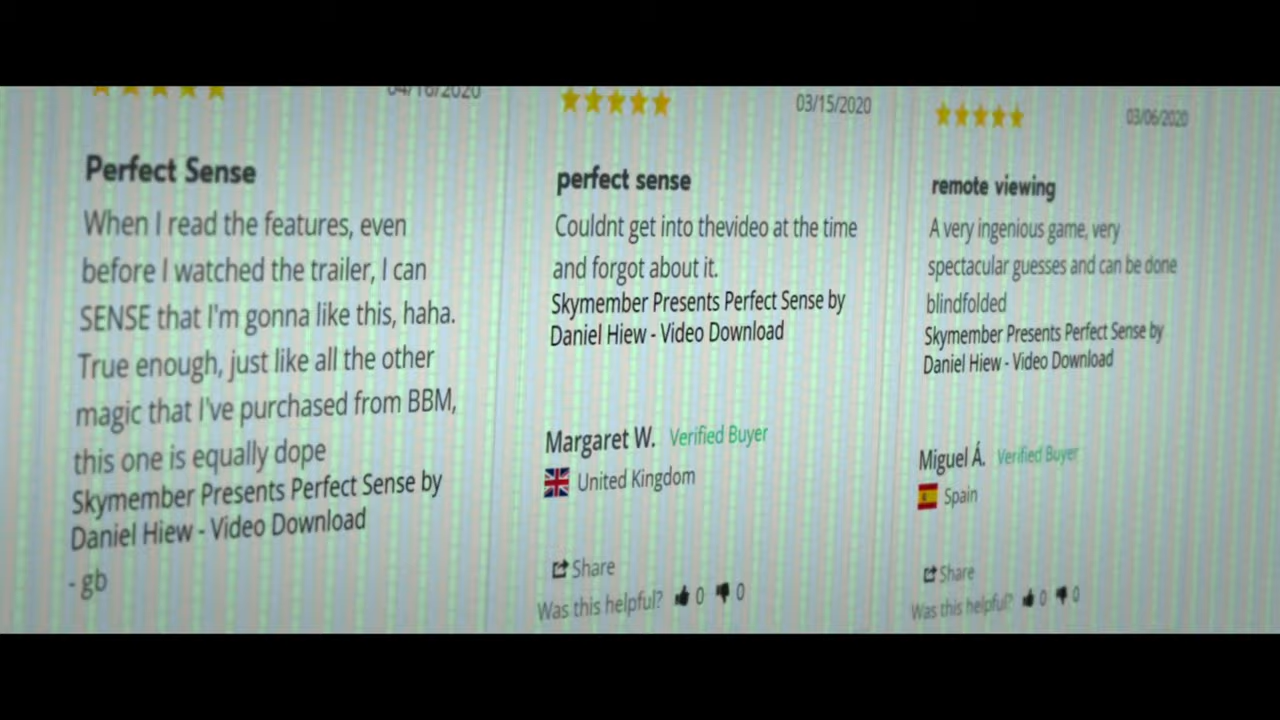 04/16/2020
Perfect Sense
When I read the features, even
before I watched the trailer, I can
SENSE that I'm gonna like this, haha.
True enough, just like all the other
magic that I've purchased from BBM,
this one is equally dope
Skymember Presents Perfect Sense by
Daniel Hiew - Video Download
- gb
03/15/2020
perfect sense
Couldnt get into thevideo at the time
and forgot about it.
Skymember Presents Perfect Sense by
Daniel Hiew - Video Download
Margaret W. Verified Buyer
United Kingdom
Share
Was this helpful? 0 0
03/06/2020
remote viewing
A very ingenious game, very
spectacular guesses and can be done
blindfolded
Skymember Presents Perfect Sense by
Daniel Hiew - Video Download
Miguel Á. Verified Buyer
Spain
Share
Was this helpful? 0 0